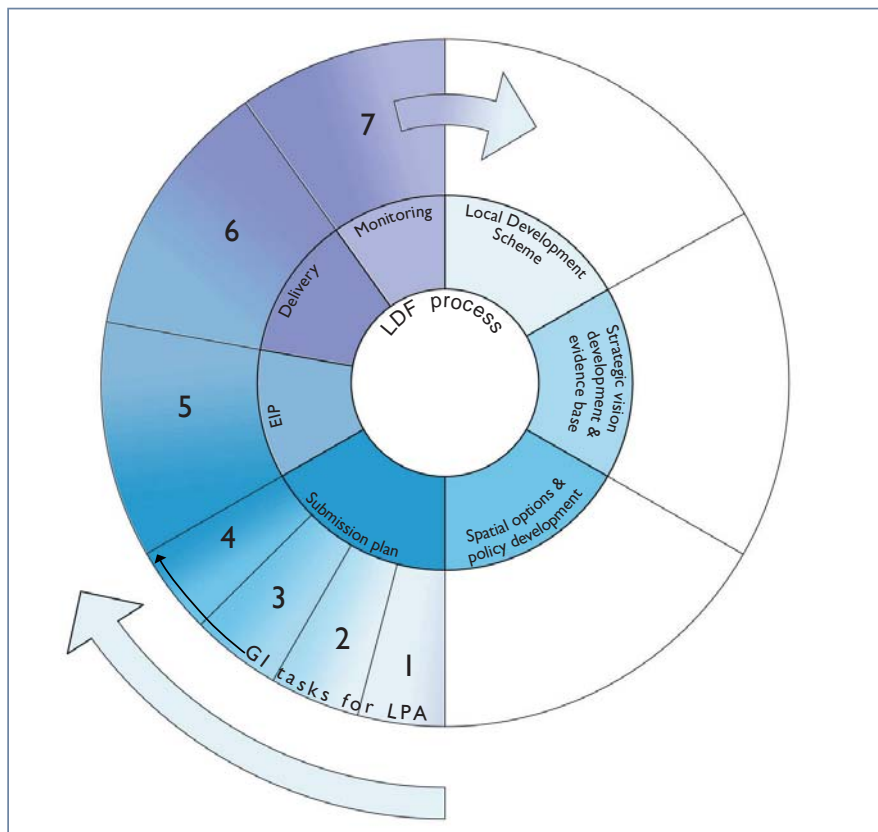 LDF process
Local Development
Scheme
Strategic vision
development &
evidence base
Spatial options &
policy development
Submission plan
EIP
Delivery
Monitoring
GI tasks for LPA
1
2
3
4
5
6
7